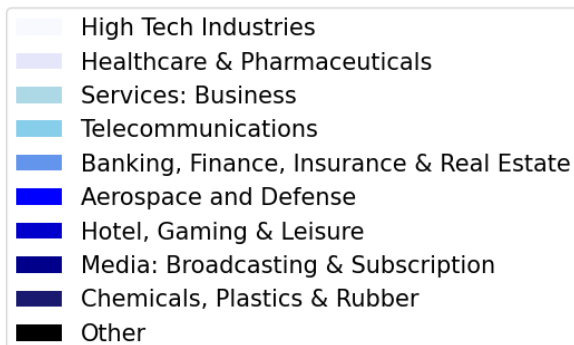 High Tech Industries
Healthcare & Pharmaceuticals
Services: Business
Telecommunications
Banking, Finance, Insurance & Real Estate
Aerospace and Defense
Hotel, Gaming & Leisure
Media: Broadcasting & Subscription
Chemicals, Plastics & Rubber
Other